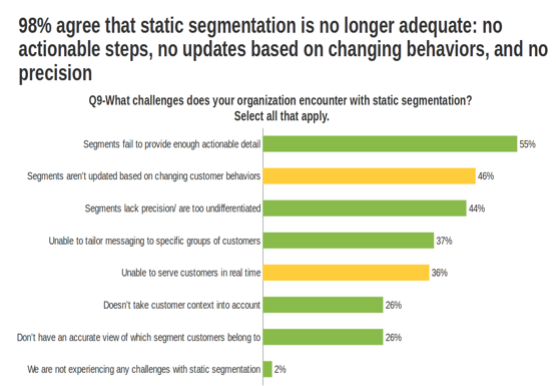 98% agree that static segmentation is no longer adequate: no
actionable steps, no updates based on changing behaviors, and no
precision
Q9-What challenges does your organization encounter with static segmentation?
Select all that apply.
Segments fail to provide enough actionable detail 55%
Segments aren't updated based on changing customer behaviors 46%
Segments lack precision/ are too undifferentiated 44%
Unable to tailor messaging to specific groups of customers 37%
Unable to serve customers in real time 36%
Doesn't take customer context into account 26%
Don't have an accurate view of which segment customers belong to 26%
We are not experiencing any challenges with static segmentation 2%